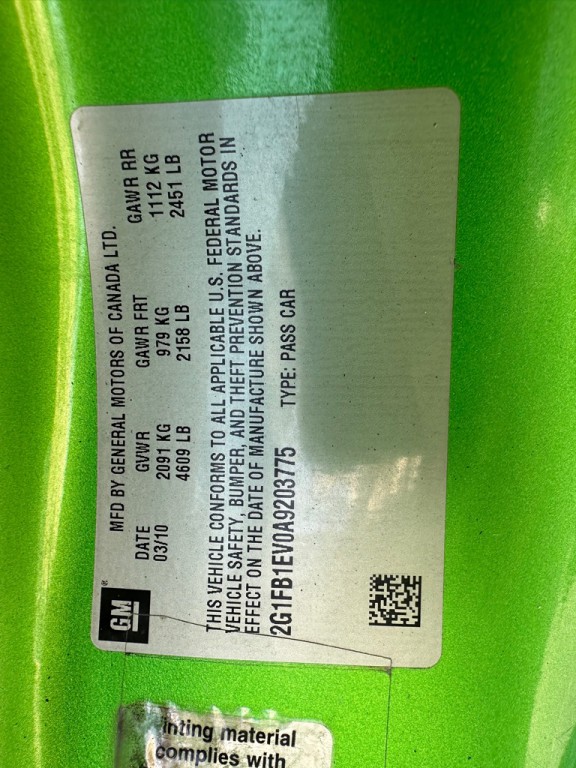 GM®
MFD BY GENERAL MOTORS OF CANADA LTD.
DATE GVWR GAWR FRT GAWR RR
03/10 2091 KG 979 KG 1112 KG
4609 LB 2158 LB 2451 LB
THIS VEHICLE CONFORMS TO ALL APPLICABLE U.S. FEDERAL MOTOR
VEHICLE SAFETY, BUMPER, AND THEFT PREVENTION STANDARDS IN
EFFECT ON THE DATE OF MANUFACTURE SHOWN ABOVE.
2G1FB1EV0A9203775 TYPE: PASS CAR
inting material
complies with